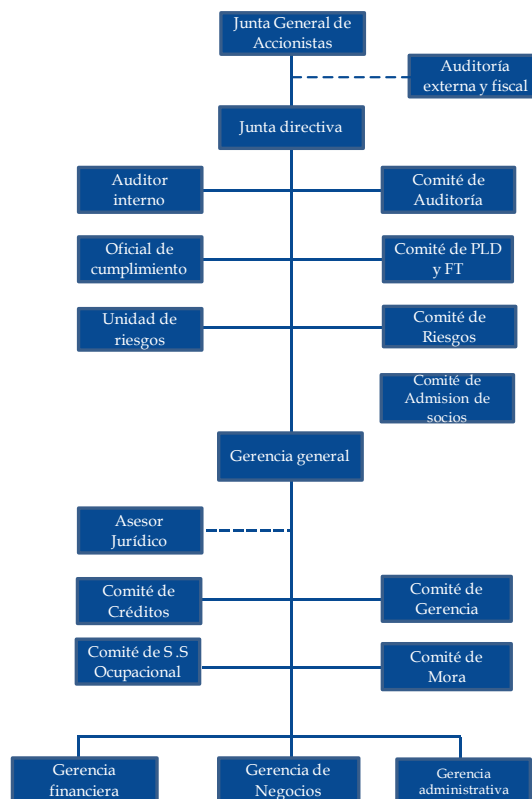 Junta General de
Accionistas
Auditoría
externa y fiscal
Junta directiva
Auditor
interno
Comité de
Auditoría
Oficial de
cumplimiento
Comité de PLD
y FT
Unidad de
riesgos
Comité de
Riesgos
Comité de
Admision de
socios
Gerencia general
Asesor
Jurídico
Comité de
Créditos
Comité de
Gerencia
Comité de S .S
Ocupacional
Comité de
Mora
Gerencia
financiera
Gerencia de
Negocios
Gerencia
administrativa